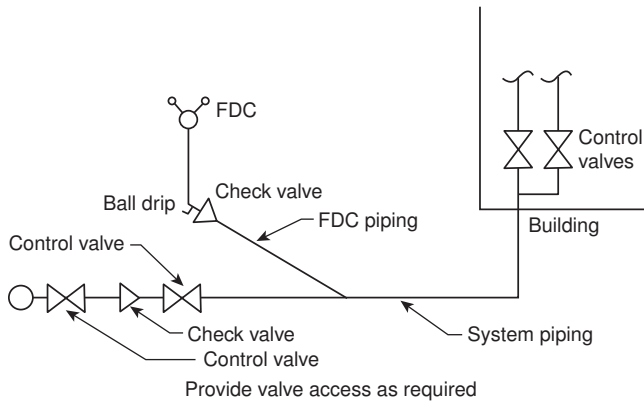 FDC
Control
valves
Check valve
Ball drip
FDC piping
Building
Control valve
System piping
Check valve
Control valve
Provide valve access as required